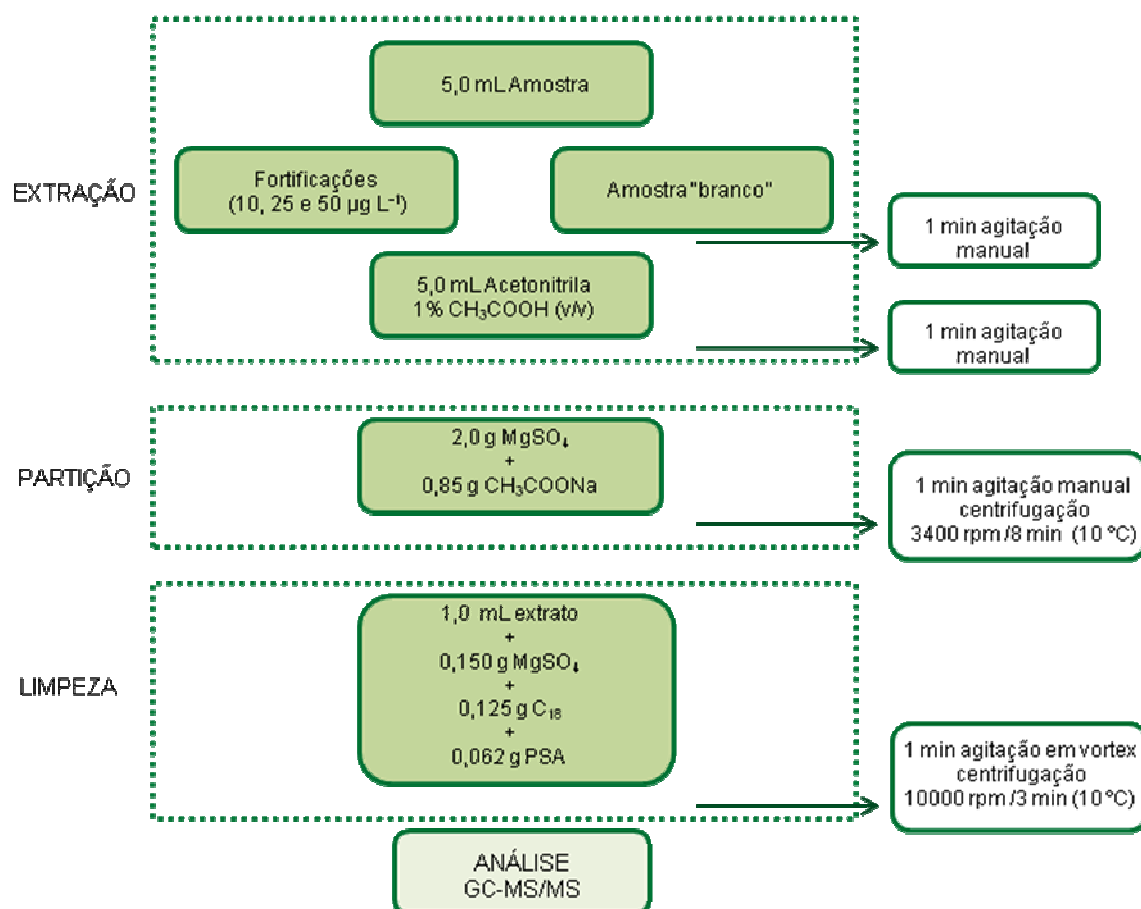 5,0 mL Amostra
EXTRAÇÃO
Fortificações
(10, 25 e 50 µg L⁻¹)
Amostra "branco"
1 min agitação
manual
5,0 mL Acetonitrila
1% CH₃COOH (v/v)
1 min agitação
manual
PARTIÇÃO
2,0 g MgSO₄
+
0,85 g CH₃COONa
1 min agitação manual
centrifugação
3400 rpm/8 min (10 °C)
LIMPEZA
1,0 mL extrato
+
0,150 g MgSO₄
+
0,125 g C₁₈
+
0,062 g PSA
1 min agitação em vortex
centrifugação
10000 rpm/3 min (10 °C)
ANÁLISE
GC-MS/MS